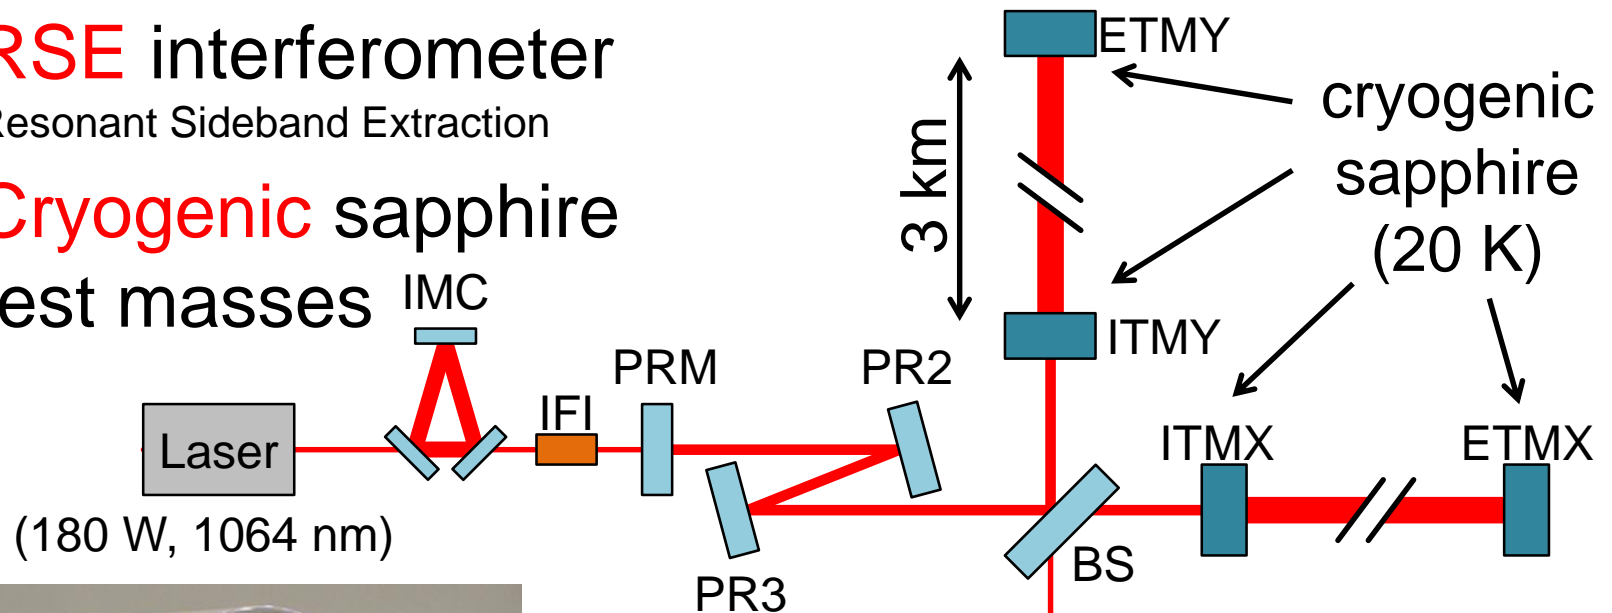 RSE interferometer
Resonant Sideband Extraction
Cryogenic sapphire
est masses
IMC
ETMY
3 km
cryogenic
sapphire
(20 K)
ITMY
PRM
PR2
IFI
Laser
(180 W, 1064 nm)
PR3
BS
ITMX
ETMX